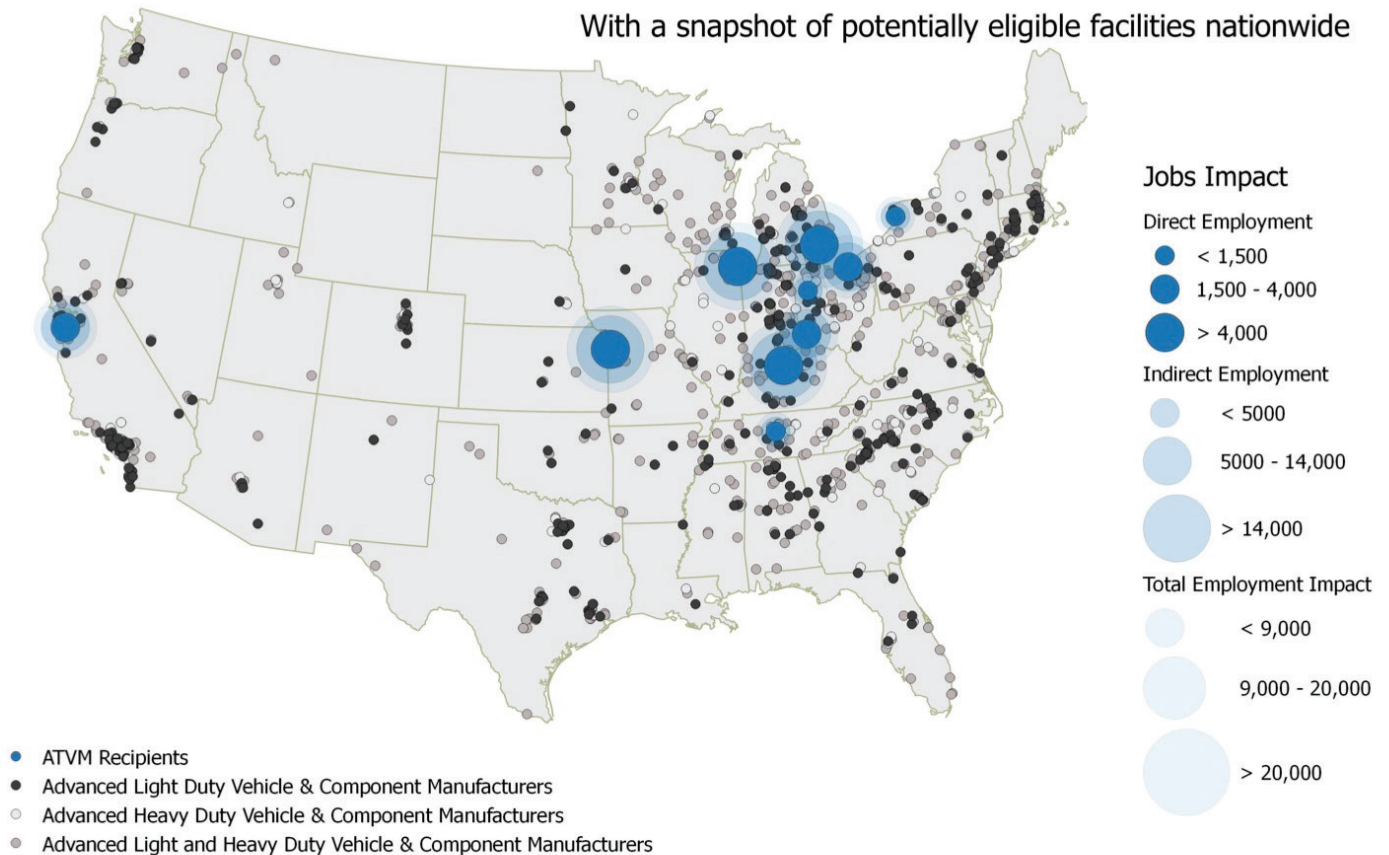 With a snapshot of potentially eligible facilities nationwide
Jobs Impact
Direct Employment
< 1,500
1,500 - 4,000
> 4,000
Indirect Employment
< 5000
5000 - 14,000
> 14,000
Total Employment Impact
< 9,000
9,000 - 20,000
> 20,000
ATVM Recipients
Advanced Light Duty Vehicle & Component Manufacturers
Advanced Heavy Duty Vehicle & Component Manufacturers
Advanced Light and Heavy Duty Vehicle & Component Manufacturers